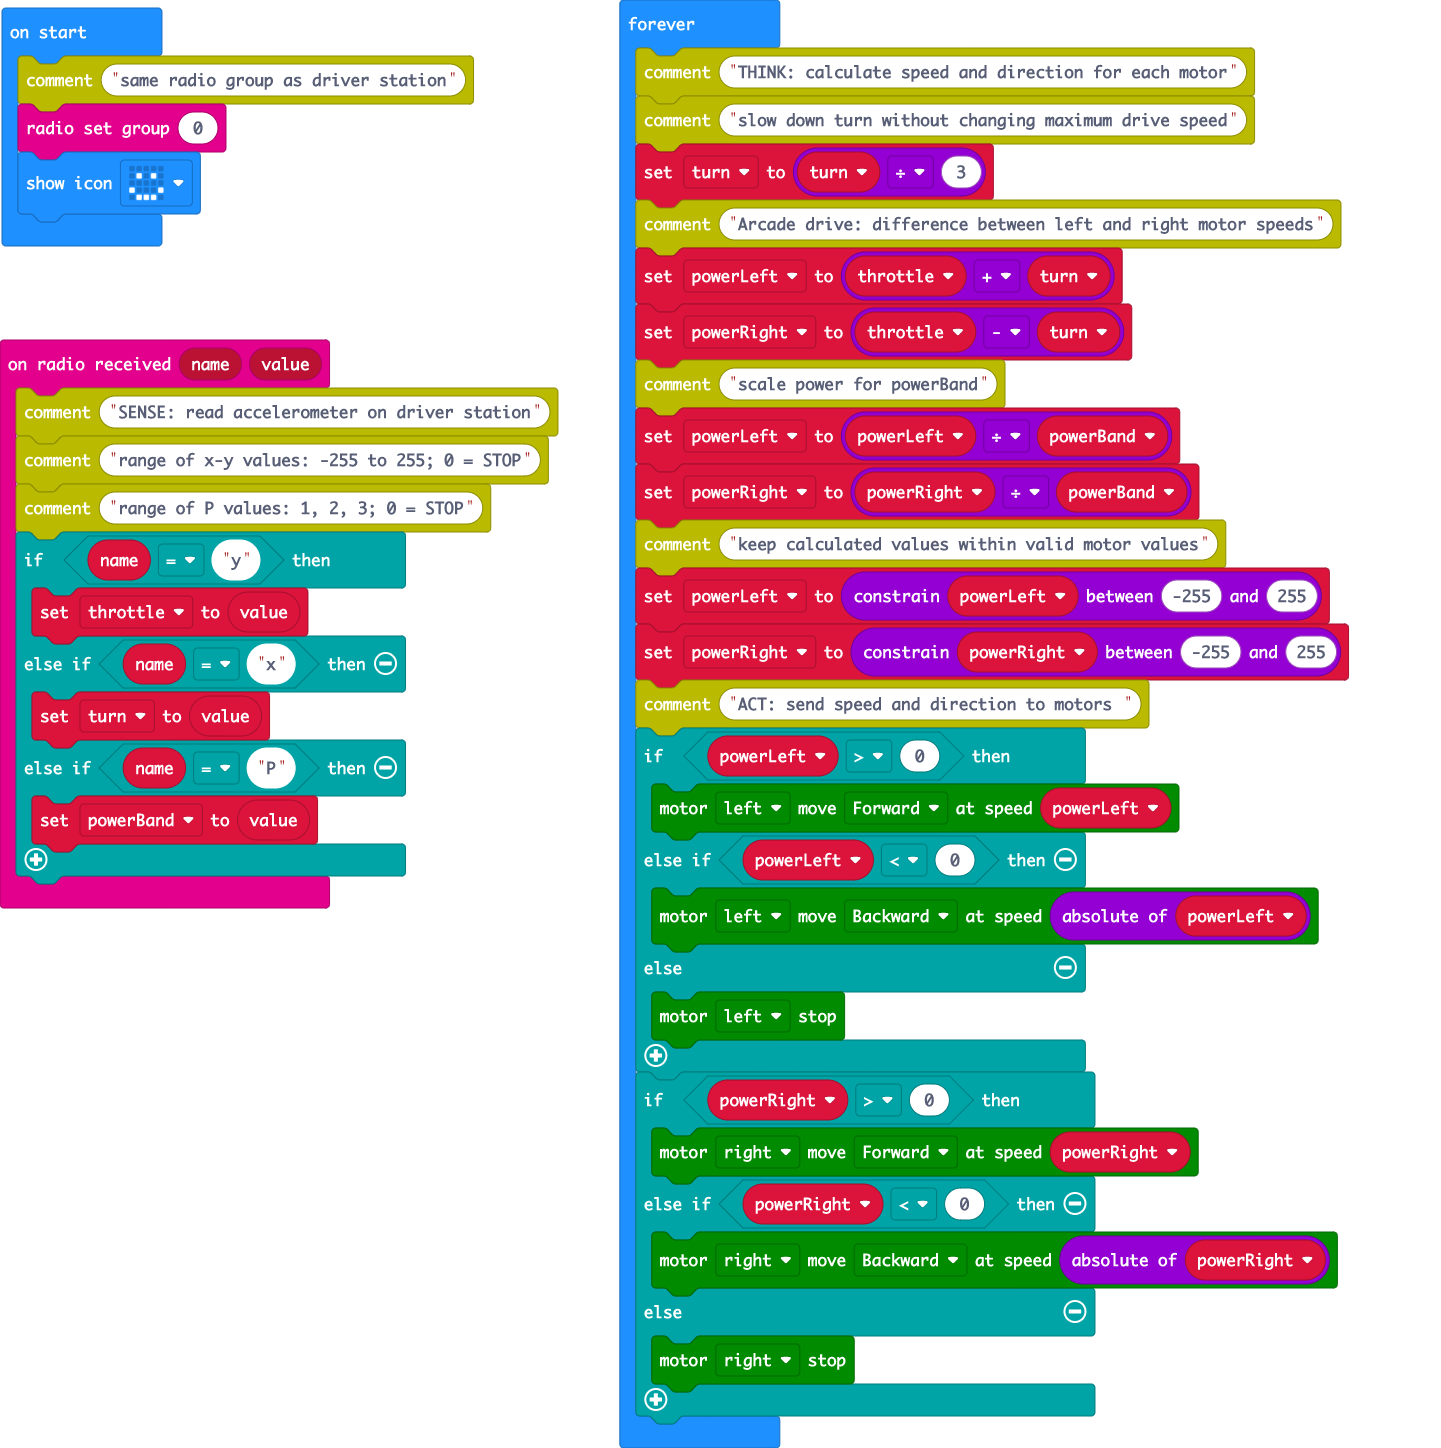 on start
comment "same radio group as driver station"
radio set group 0
show icon
on radio received name value
comment "SENSE: read accelerometer on driver station"
comment "range of x-y values: -255 to 255; 0 = STOP"
comment "range of P values: 1, 2, 3; 0 = STOP"
if name = "y" then
set throttle to value
else if name = "x" then
set turn to value
else if name = "P" then
set powerBand to value
forever
comment "THINK: calculate speed and direction for each motor"
comment "slow down turn without changing maximum drive speed"
set turn to turn ÷ 3
comment "Arcade drive: difference between left and right motor speeds"
set powerLeft to throttle + turn
set powerRight to throttle - turn
comment "scale power for powerBand"
set powerLeft to powerLeft ÷ powerBand
set powerRight to powerRight ÷ powerBand
comment "keep calculated values within valid motor values"
set powerLeft to constrain powerLeft between -255 and 255
set powerRight to constrain powerRight between -255 and 255
comment "ACT: send speed and direction to motors "
if powerLeft > 0 then
motor left move Forward at speed powerLeft
else if powerLeft < 0 then
motor left move Backward at speed absolute of powerLeft
else
motor left stop
if powerRight > 0 then
motor right move Forward at speed powerRight
else if powerRight < 0 then
motor right move Backward at speed absolute of powerRight
else
motor right stop